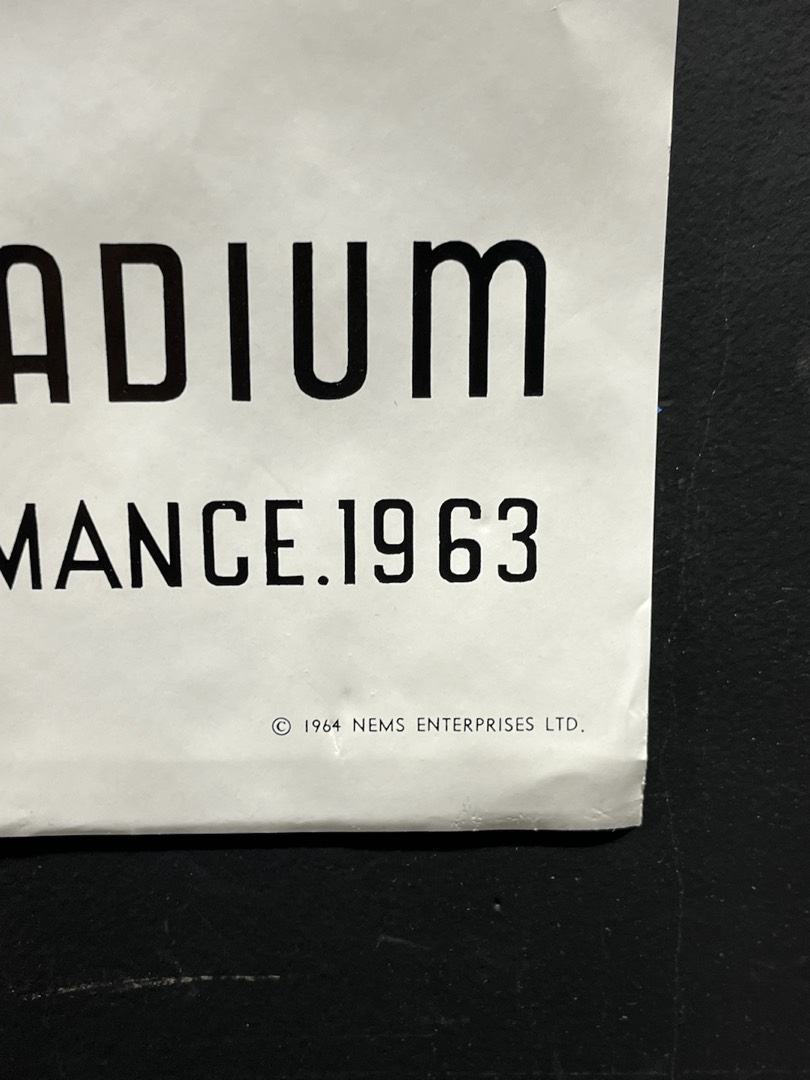 ADIUM
MANCE.1963
© 1964 NEMS ENTERPRISES LTD.